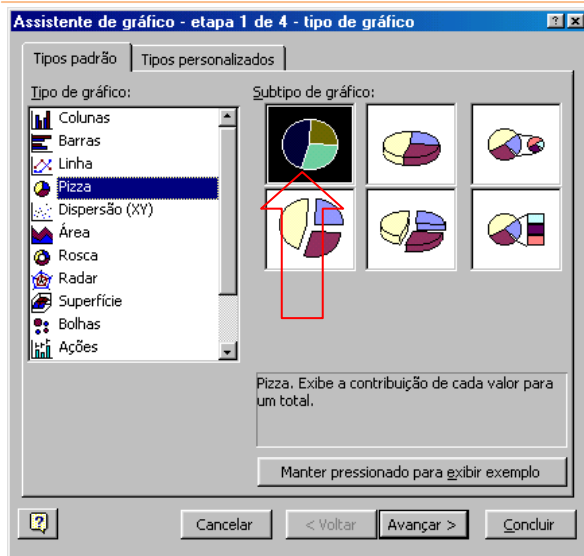 Assistente de gráfico - etapa 1 de 4 - tipo de gráfico
Tipos padrão
Tipos personalizados
Tipo de gráfico:
Colunas
Barras
Linha
Pizza
Dispersão (XY)
Área
Rosca
Radar
Superfície
Bolhas
Ações
Subtipo de gráfico:
Pizza. Exibe a contribuição de cada valor para
um total.
Manter pressionado para exibir exemplo
Cancelar
< Voltar
Avançar >
Concluir